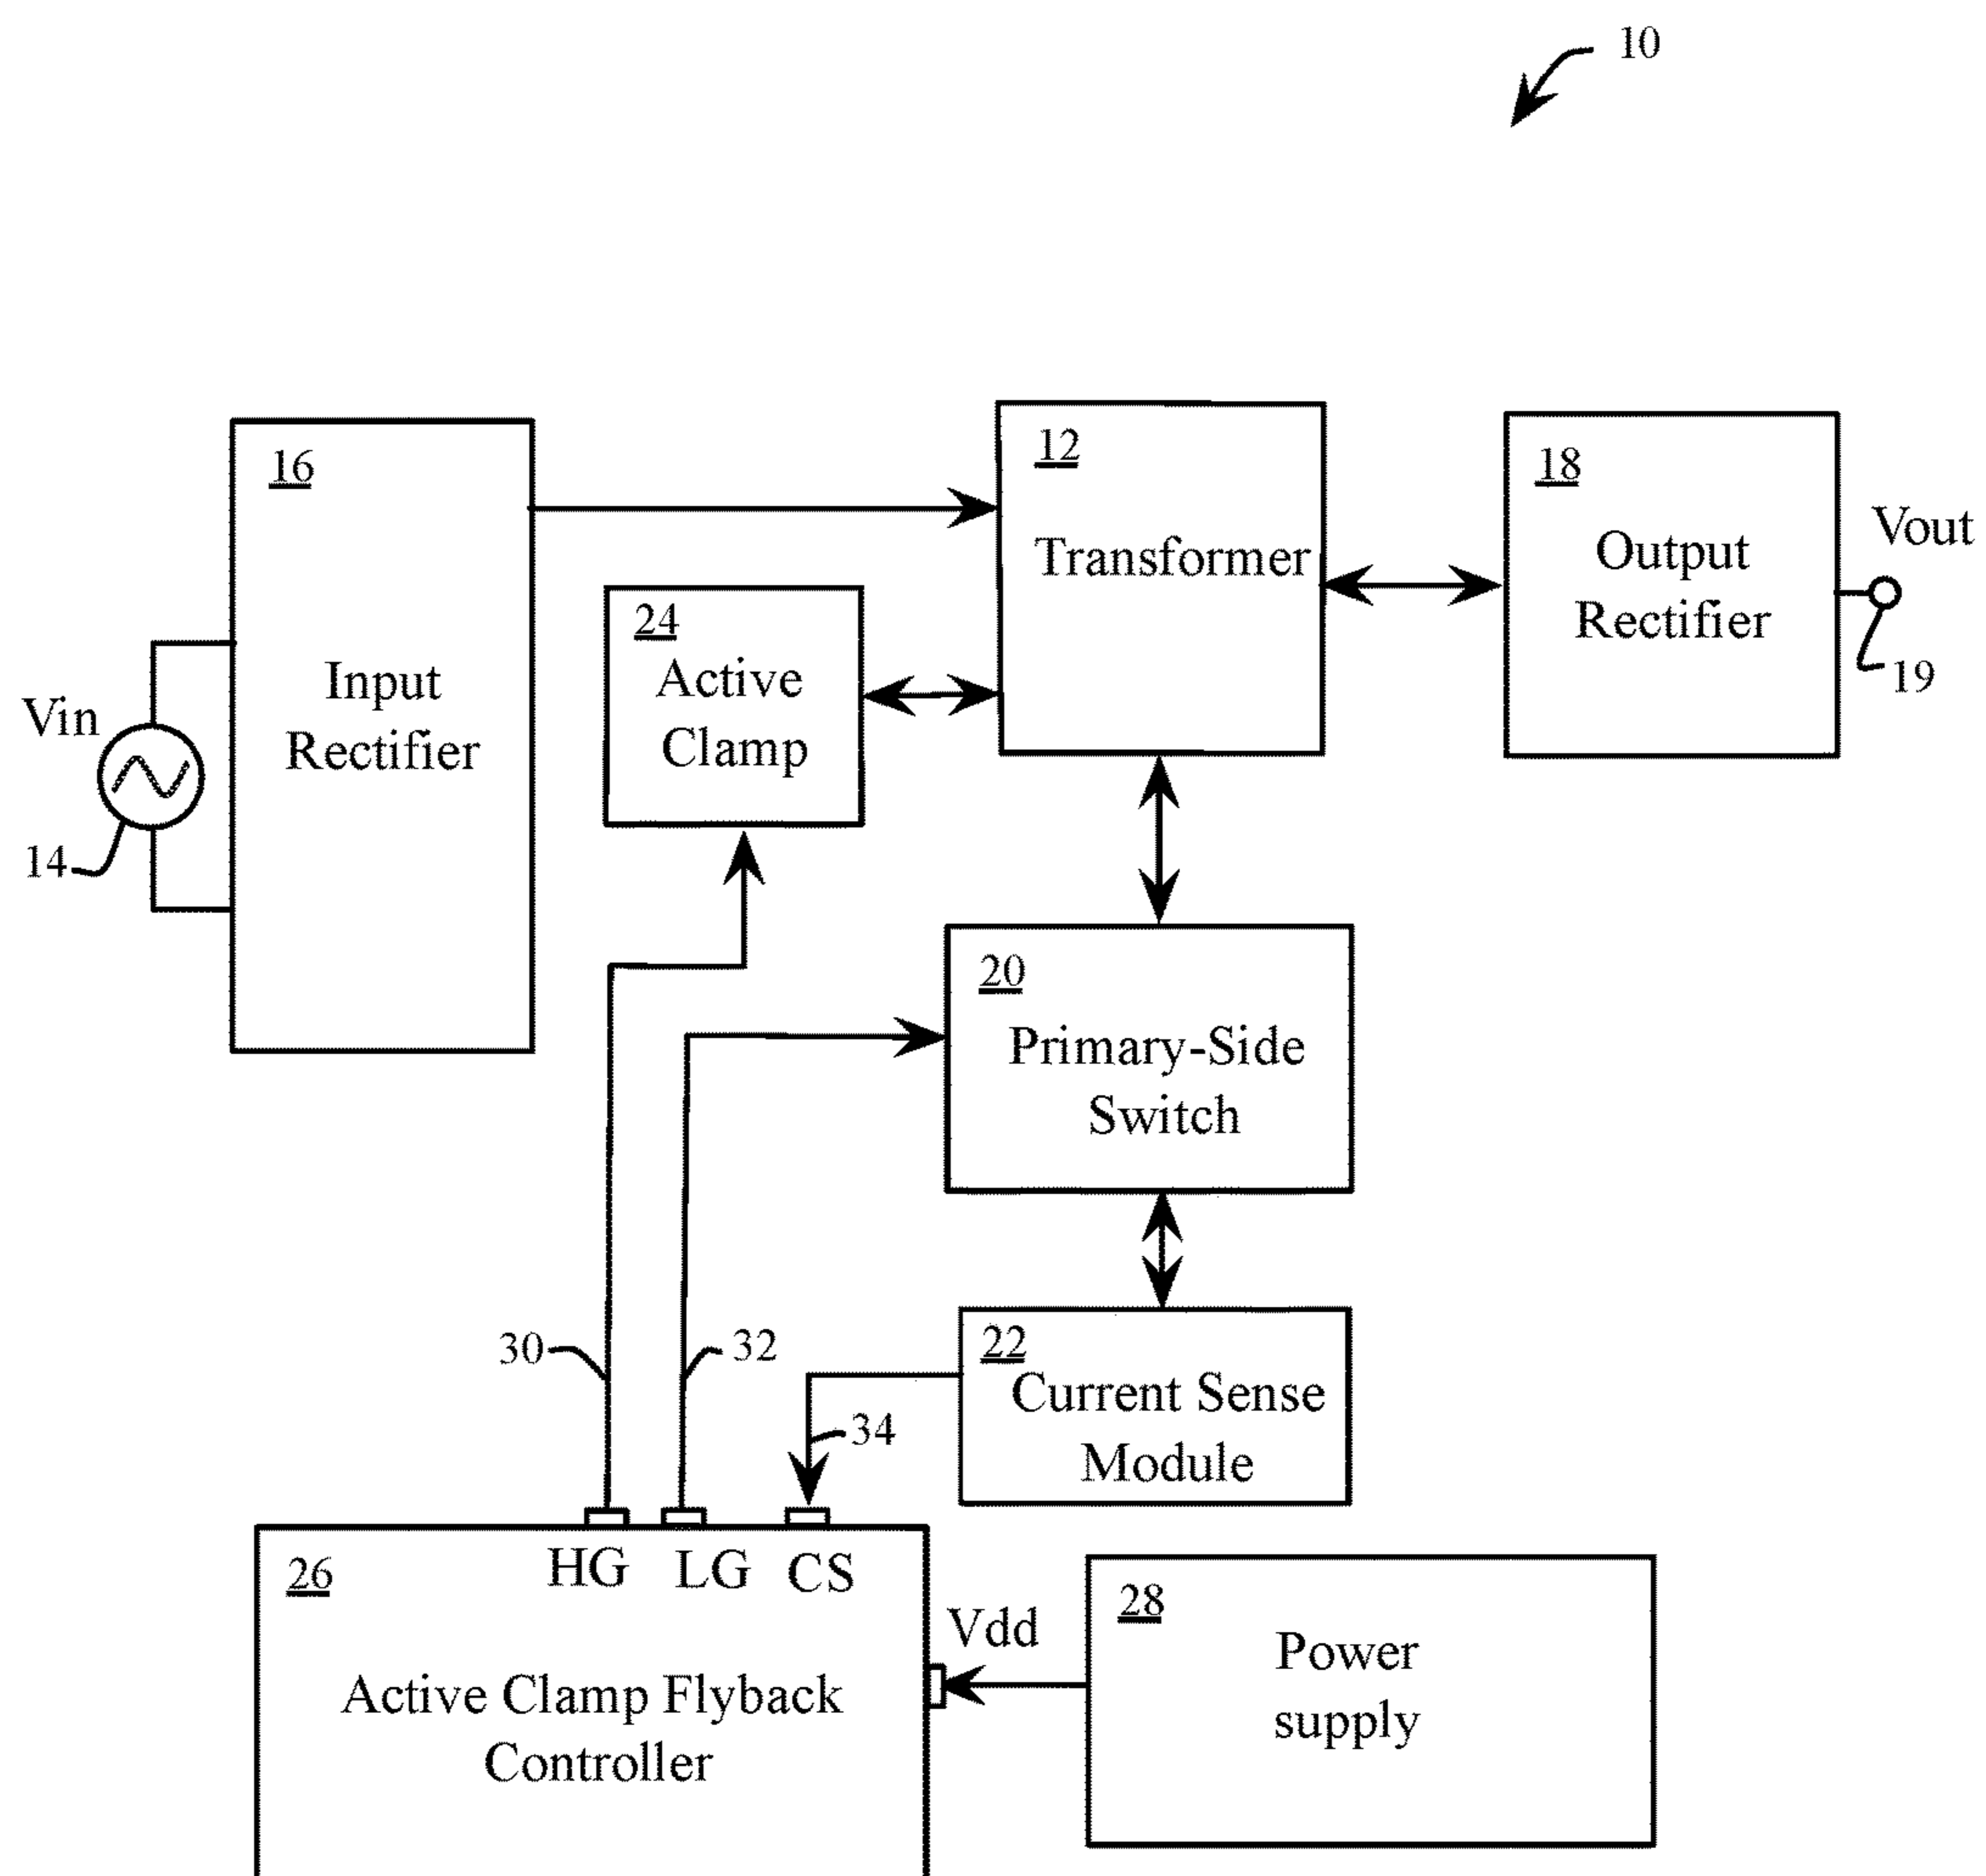 10
16
Input
Rectifier
Vin
14
24
Active
Clamp
12
Transformer
18
Output
Rectifier
Vout
19
20
Primary-Side
Switch
30
32
22
Current Sense
Module
34
26
HG LG CS
Active Clamp Flyback
Controller
Vdd
28
Power
supply